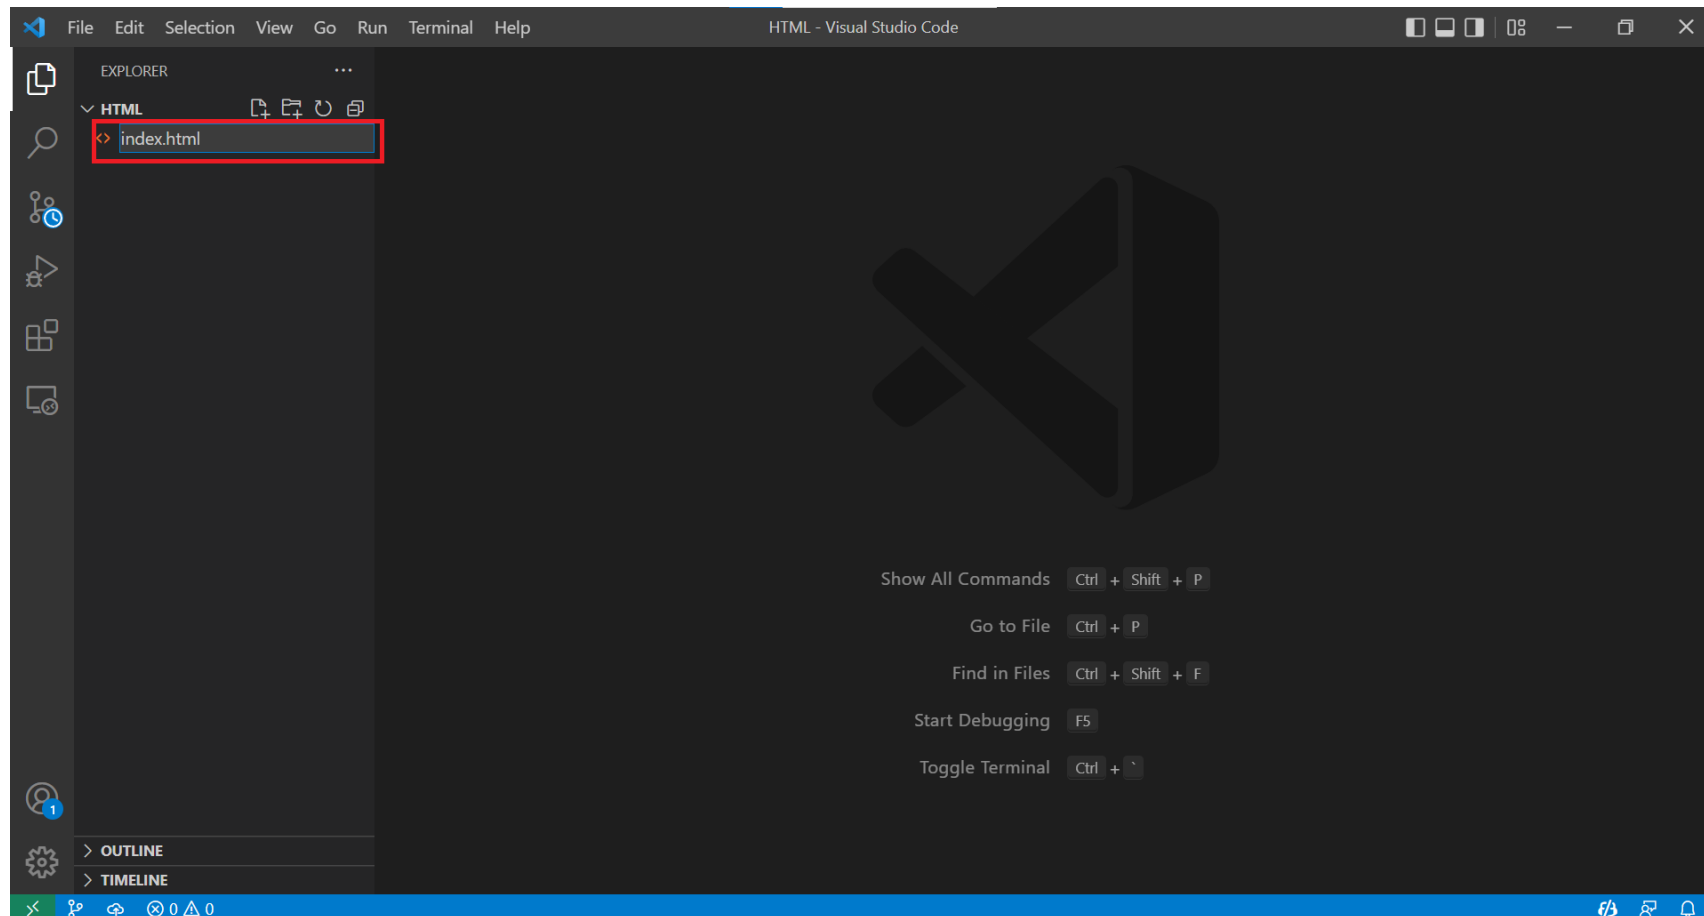 File Edit Selection View Go Run Terminal Help HTML - Visual Studio Code
EXPLORER
HTML
index.html
Show All Commands Ctrl + Shift + P
Go to File Ctrl + P
Find in Files Ctrl + Shift + F
Start Debugging F5
Toggle Terminal Ctrl + `
1
OUTLINE
TIMELINE
0 0